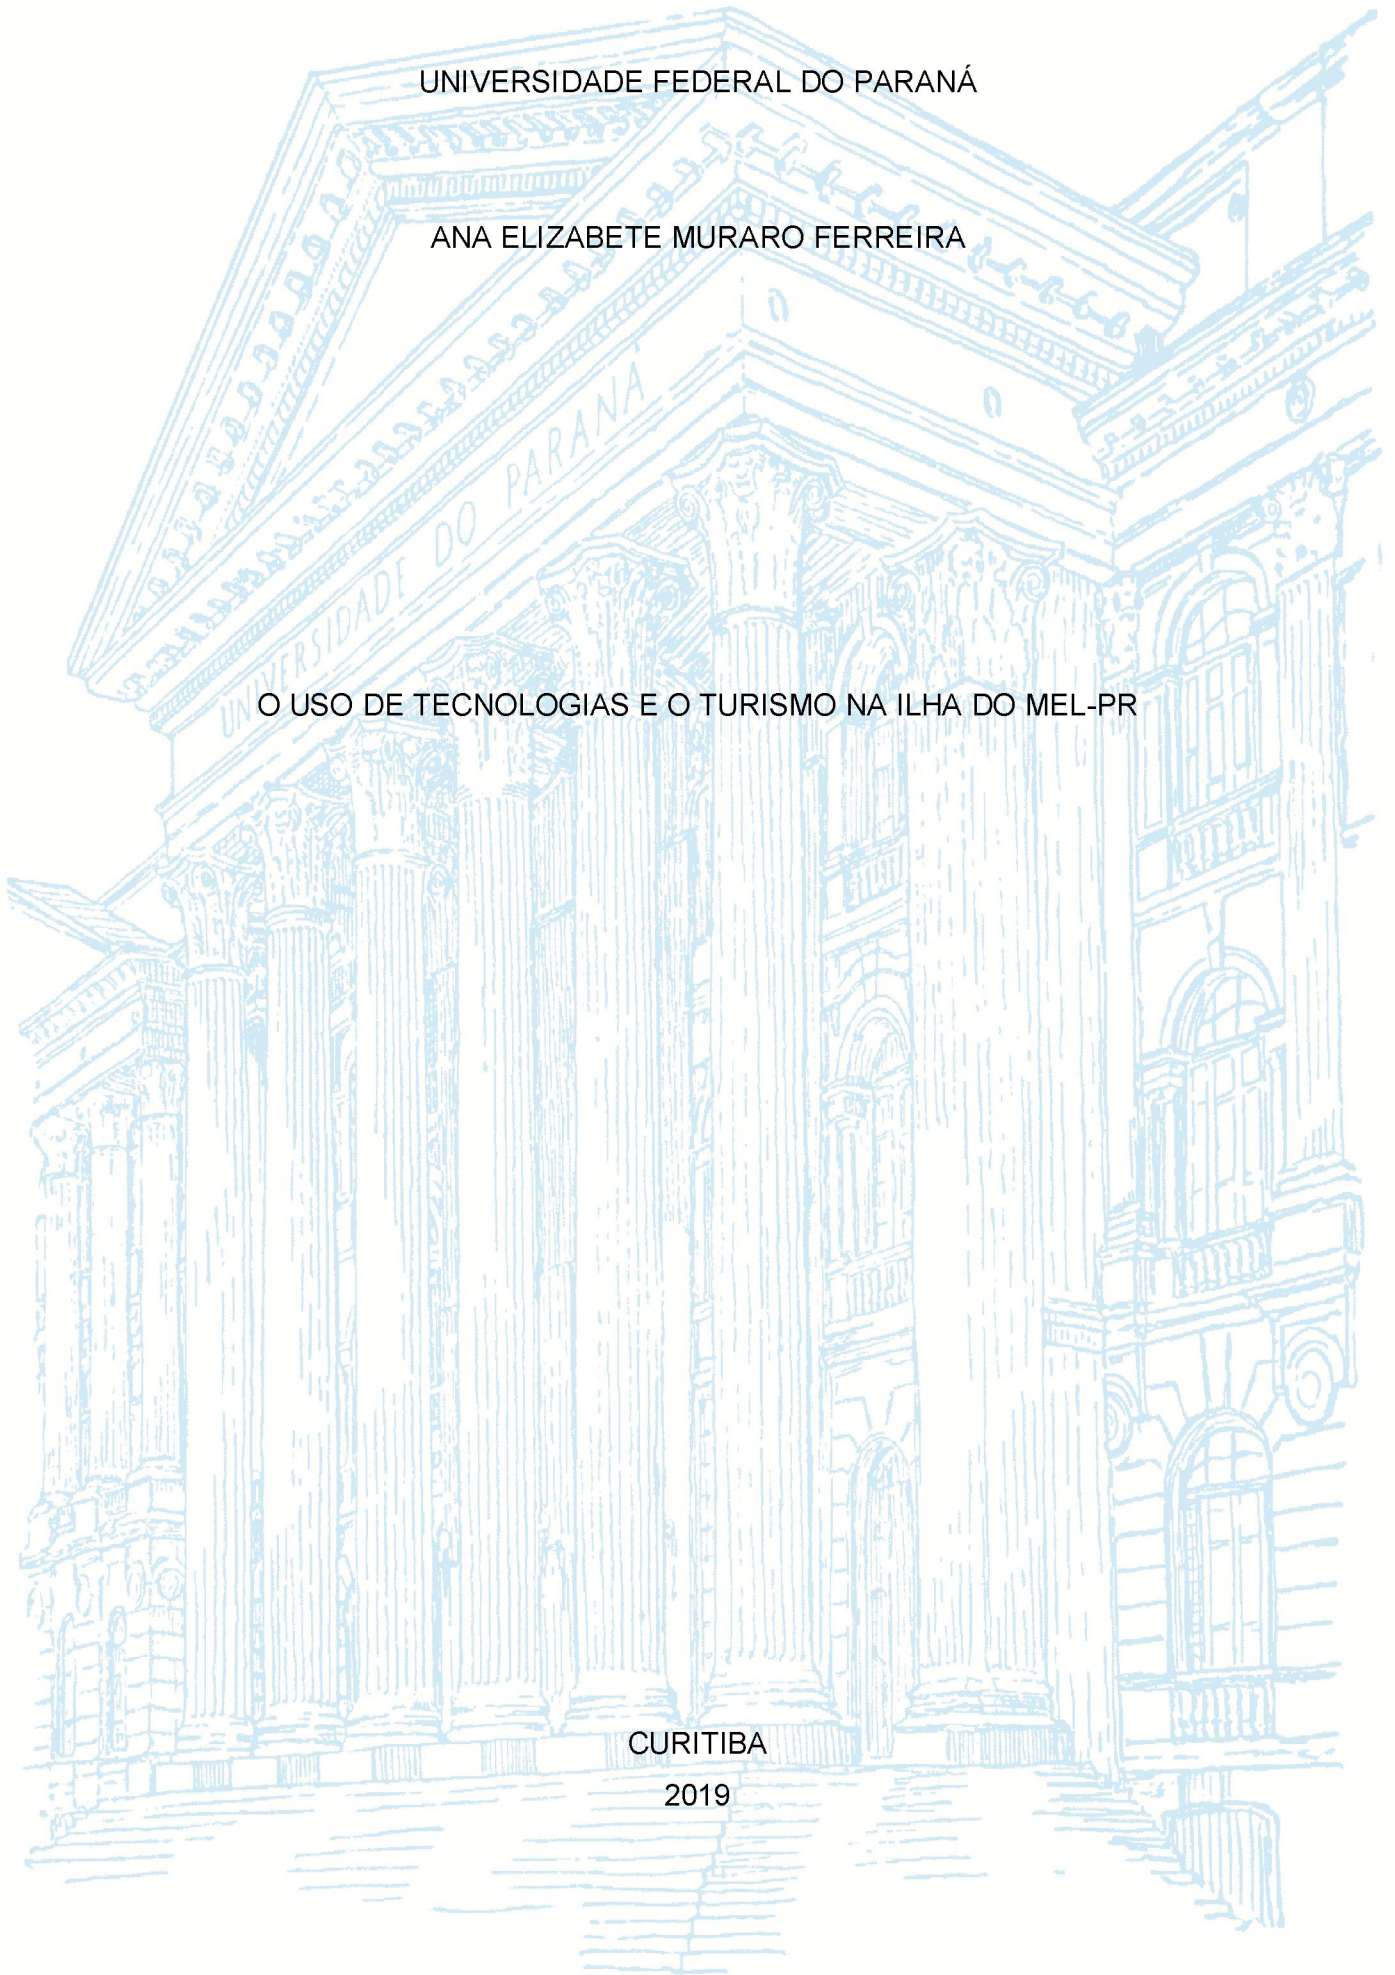 UNIVERSIDADE FEDERAL DO PARANÁ
ANA ELIZABETE MURARO FERREIRA
UNIVERSIDADE DO PARANÁ
O USO DE TECNOLOGIAS E O TURISMO NA ILHA DO MEL-PR
CURITIBA
2019